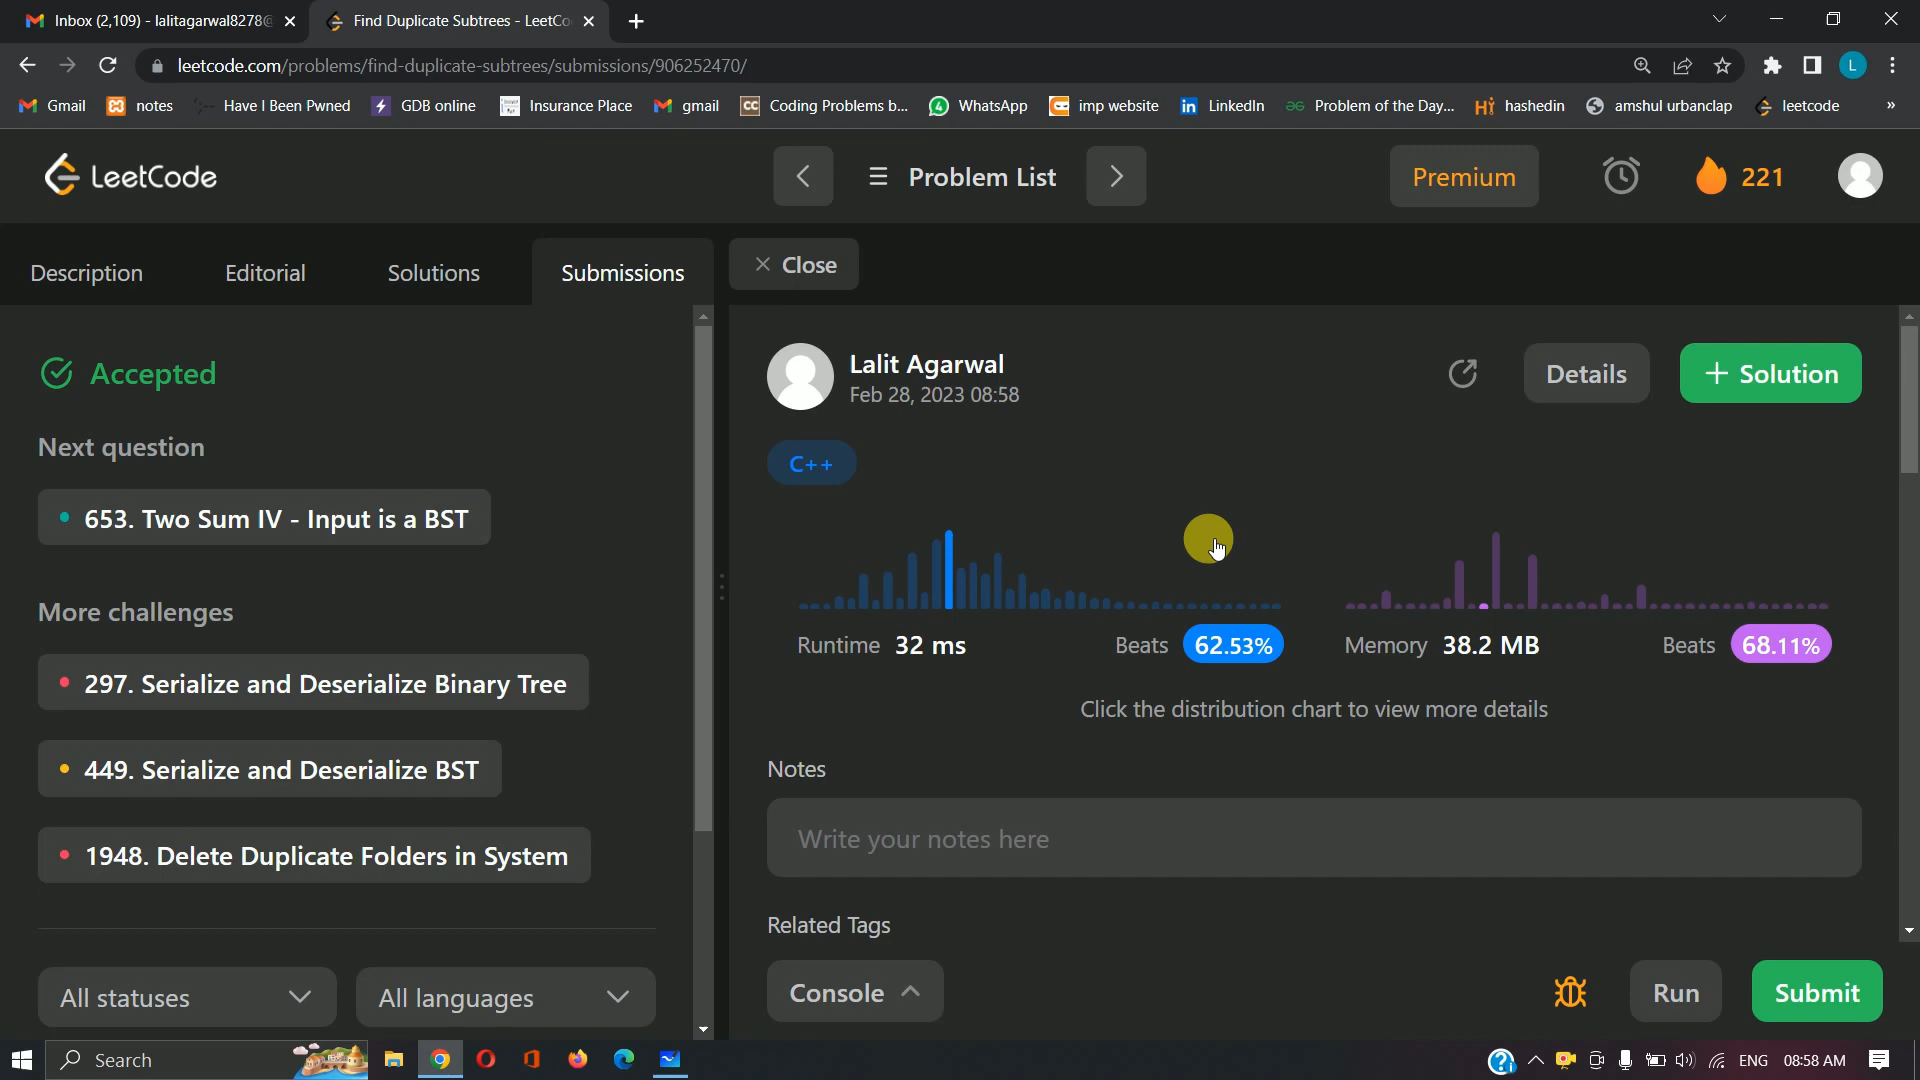 Inbox (2,109) - lalitagarwal8278@
Find Duplicate Subtrees - LeetCo
leetcode.com/problems/find-duplicate-subtrees/submissions/906252470/
Gmail
notes
Have I Been Pwned
GDB online
Insurance Place
gmail
Coding Problems b...
WhatsApp
imp website
LinkedIn
Problem of the Day...
hashedin
amshul urbanclap
leetcode
»
LeetCode
Problem List
Premium
221
L
Description
Editorial
Solutions
Submissions
Close
Accepted
Next question
653. Two Sum IV - Input is a BST
More challenges
297. Serialize and Deserialize Binary Tree
449. Serialize and Deserialize BST
1948. Delete Duplicate Folders in System
All statuses
All languages
Lalit Agarwal
Feb 28, 2023 08:58
Details
+ Solution
C++
Runtime 32 ms
Beats 62.53%
Memory 38.2 MB
Beats 68.11%
Click the distribution chart to view more details
Notes
Write your notes here
Related Tags
Console
Run
Submit
Search
ENG
08:58 AM